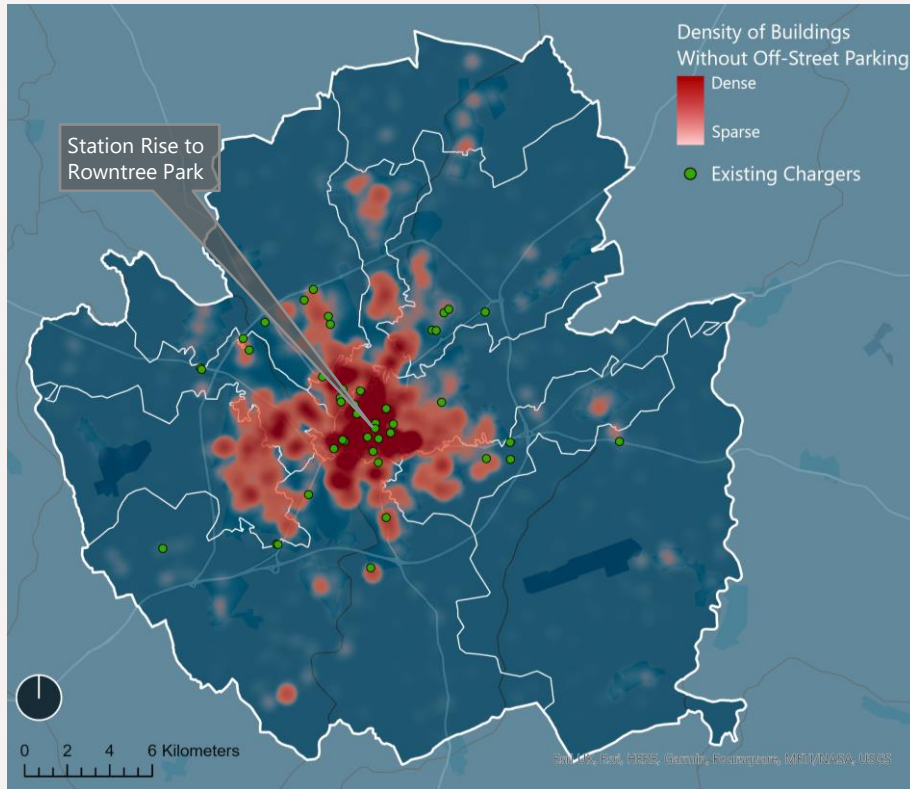 Density of Buildings
Without Off-Street Parking
Dense
Sparse
Existing Chargers
Station Rise to
Rowntree Park
0 2 4 6 Kilometers
Esri UK, Esri, HERE, Garmin, Foursquare, METI/NASA, USGS